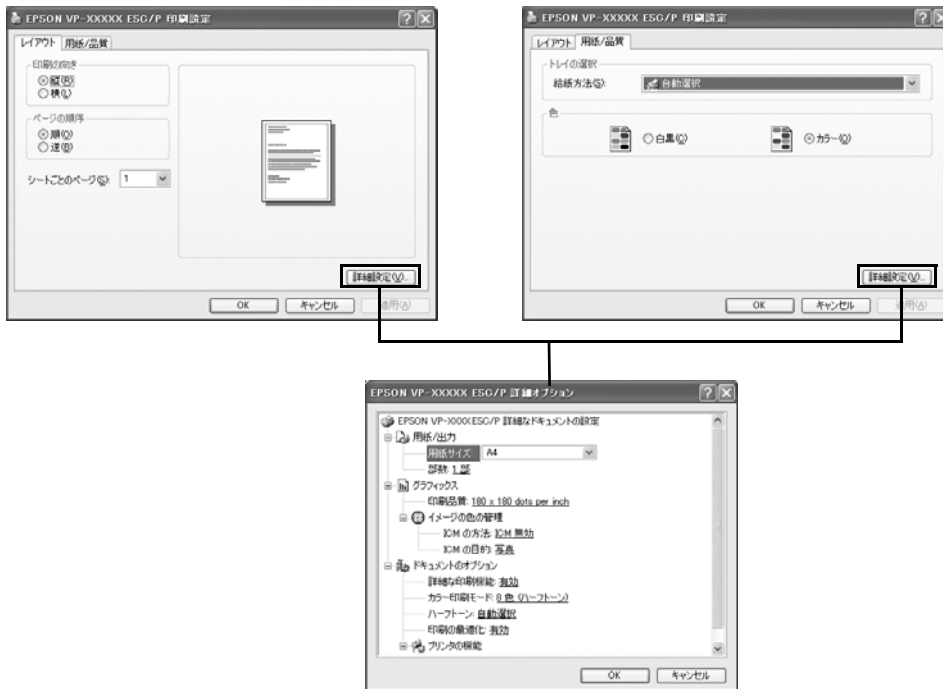 EPSON VP-XXXXX ESC/P 印刷設定
レイアウト 用紙/品質
印刷の向き
縦(R)
横(L)
ページの順序
順(Q)
逆(B)
シートごとのページ(S): 1
詳細設定(V)...
OK キャンセル 適用(A)
EPSON VP-XXXXX ESC/P 印刷設定
レイアウト 用紙/品質
トレイの選択
給紙方法(S): 自動選択
色
白黒(C) カラー(Q)
詳細設定(V)...
OK キャンセル 適用(A)
EPSON VP-XXXXX ESC/P 詳細オプション
EPSON VP-XXXX ESC/P 詳細なドキュメントの設定
用紙/出力
用紙サイズ: A4
部数: 1 部
グラフィックス
印刷品質: 180 x 180 dots per inch
イメージの色の管理
ICM の方法: ICM 無効
ICM の目的: 写真
ドキュメントのオプション
詳細な印刷機能: 有効
カラー印刷モード: 8 色 (ハーフトーン)
ハーフトーン: 自動選択
印刷の最適化: 有効
プリンタの機能
OK キャンセル